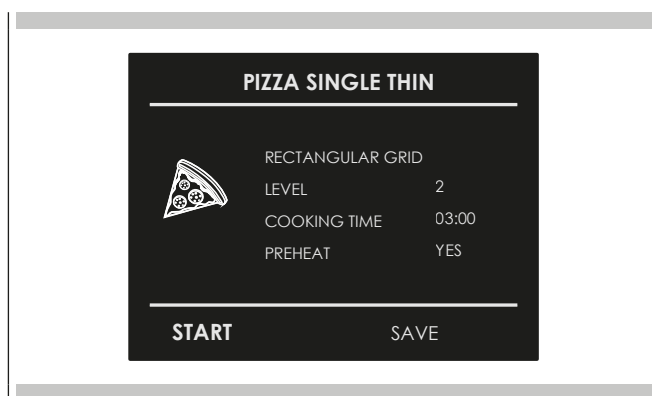 PIZZA SINGLE THIN
RECTANGULAR GRID
LEVEL 2
COOKING TIME 03:00
PREHEAT YES
START SAVE